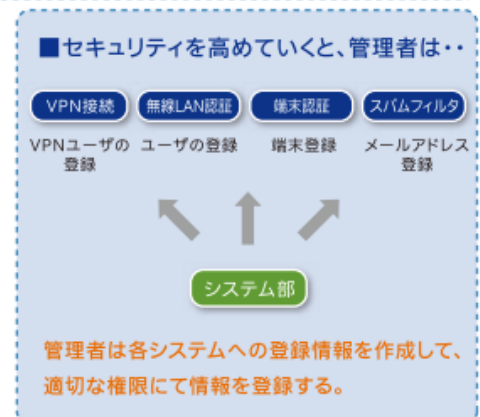 ■セキュリティを高めていくと、管理者は・・
VPN接続 無線LAN認証 端末認証 スパムフィルタ
VPNユーザの ユーザの登録 端末登録 メールアドレス
登録 登録
システム部
管理者は各システムへの登録情報を作成して、
適切な権限にて情報を登録する。